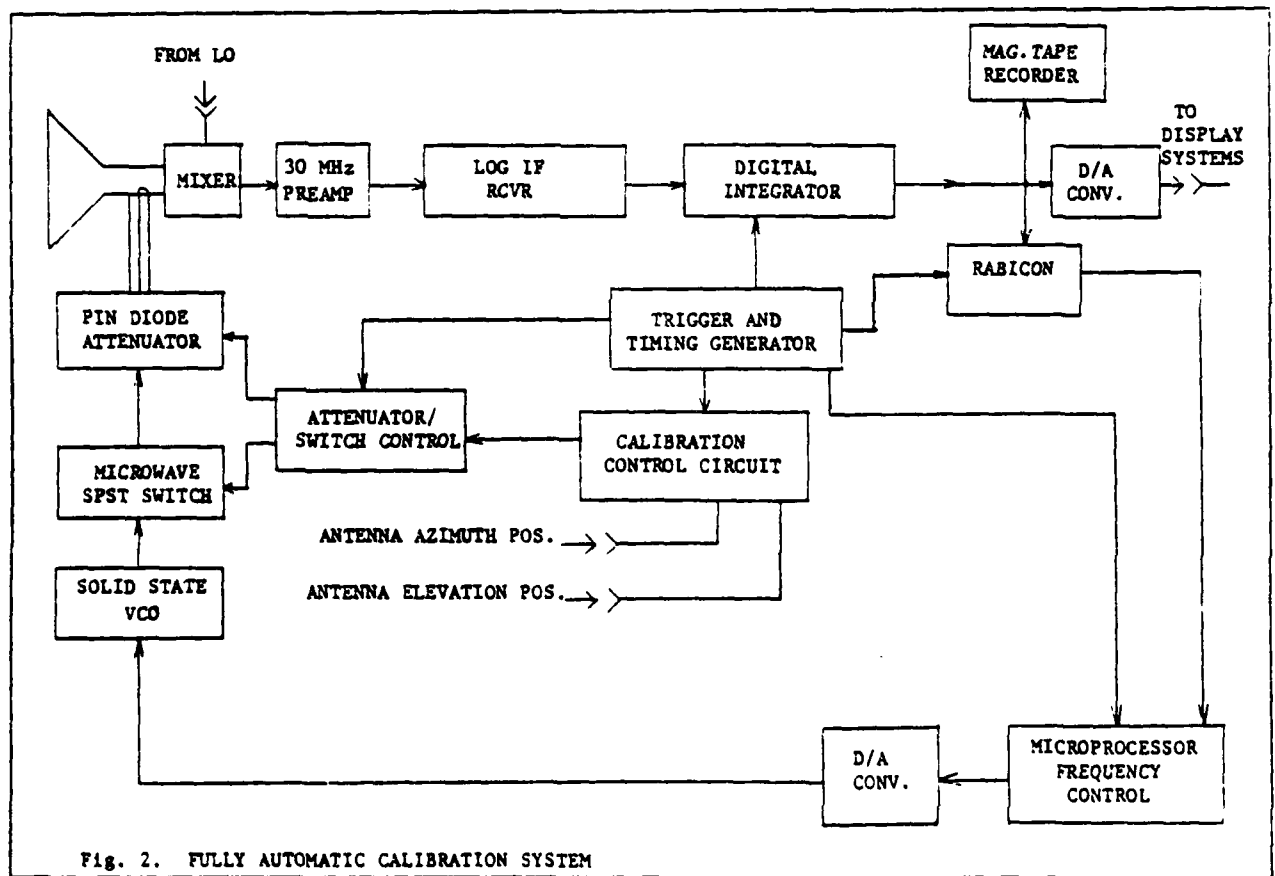 FROM LO
MAG.TAPE
RECORDER
TO
DISPLAY
SYSTEMS
MIXER
30 MHz
PREAMP
LOG IF
RCVR
DIGITAL
INTEGRATOR
D/A
CONV.
RABICON
PIN DIODE
ATTENUATOR
TRIGGER AND
TIMING GENERATOR
ATTENUATOR/
SWITCH CONTROL
CALIBRATION
CONTROL CIRCUIT
MICROWAVE
SPST SWITCH
ANTENNA AZIMUTH POS.
ANTENNA ELEVATION POS.
SOLID STATE
VCO
D/A
CONV.
MICROPROCESSOR
FREQUENCY
CONTROL
Fig. 2. FULLY AUTOMATIC CALIBRATION SYSTEM